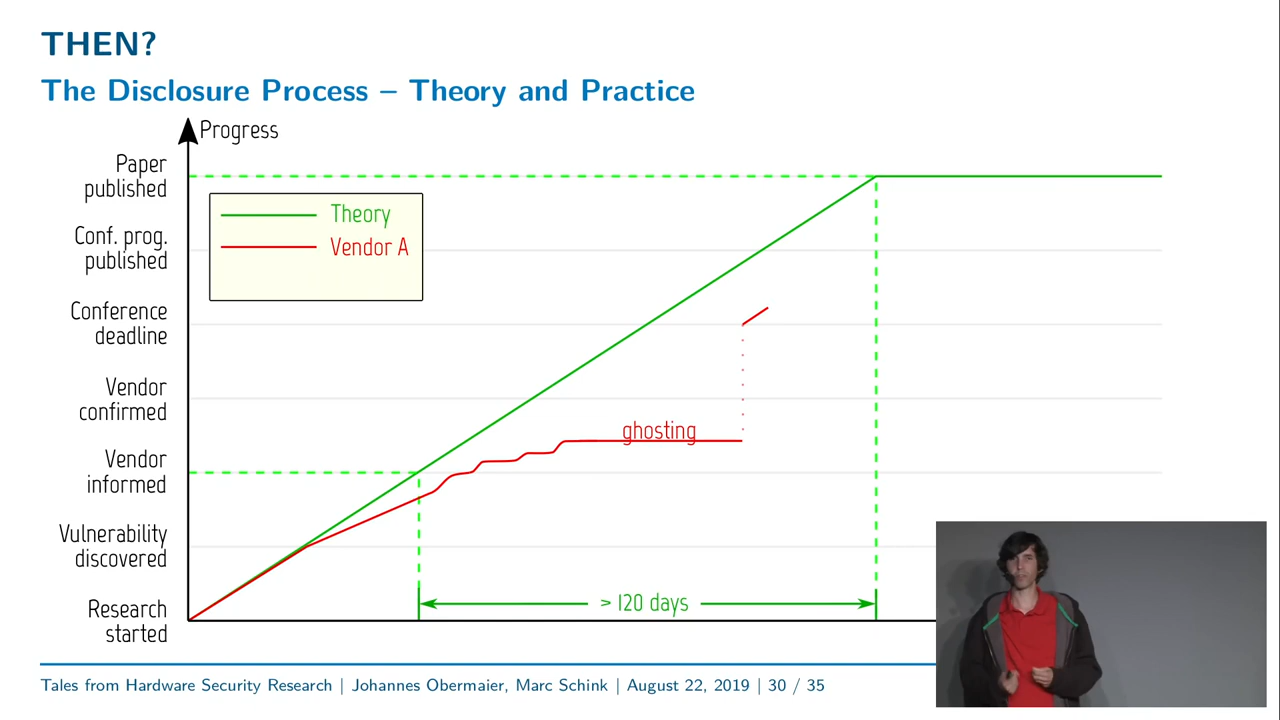 THEN?
The Disclosure Process – Theory and Practice
Progress
Paper
published
Conf. prog.
published
Conference
deadline
Vendor
confirmed
Vendor
informed
Vulnerability
discovered
Research
started
Theory
Vendor A
ghosting
> 120 days
Tales from Hardware Security Research | Johannes Obermaier, Marc Schink | August 22, 2019 | 30 / 35